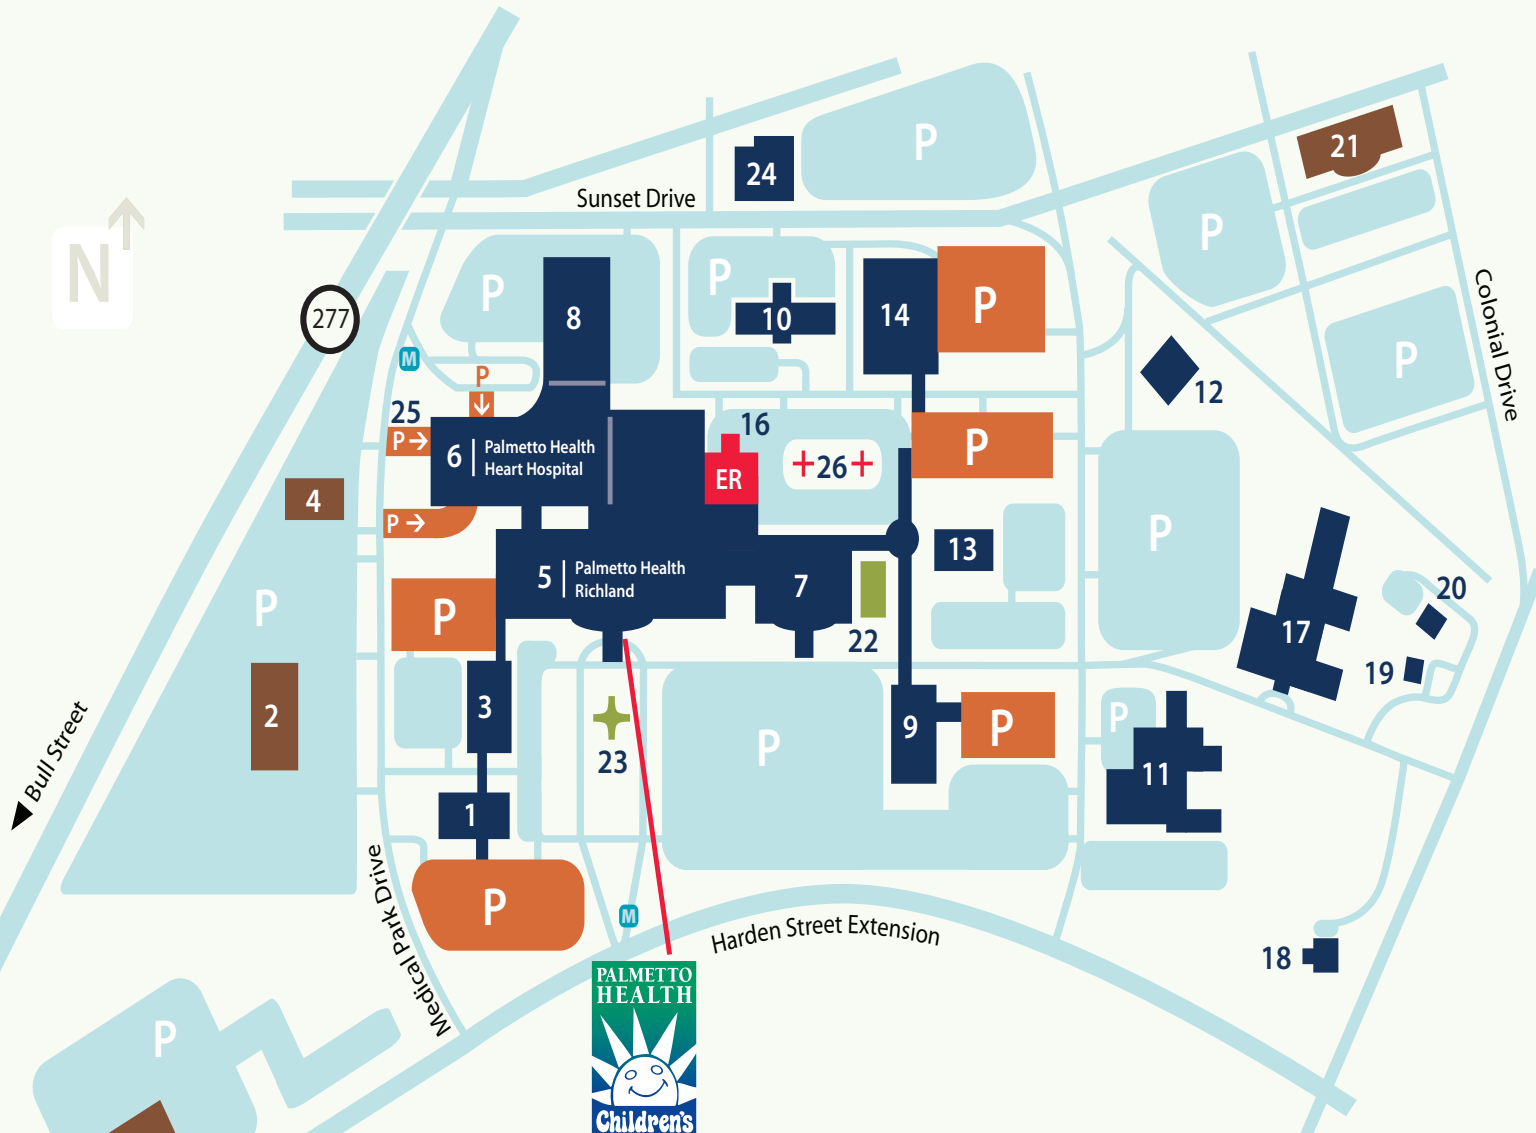 21
P
24
Sunset Drive
P
N
P
P
8
P
10
14
P
277
Colonial Drive
P
M
P
12
25
16
P
6
Palmetto Health
Heart Hospital
P
+26+
ER
4
P
P
13
5
Palmetto Health
Richland
7
20
P
P
22
17
19
2
3
23
P
9
P
P
11
Bull Street
1
Medical Park Drive
P
M
Harden Street Extension
18
PALMETTO
HEALTH
P
Children's